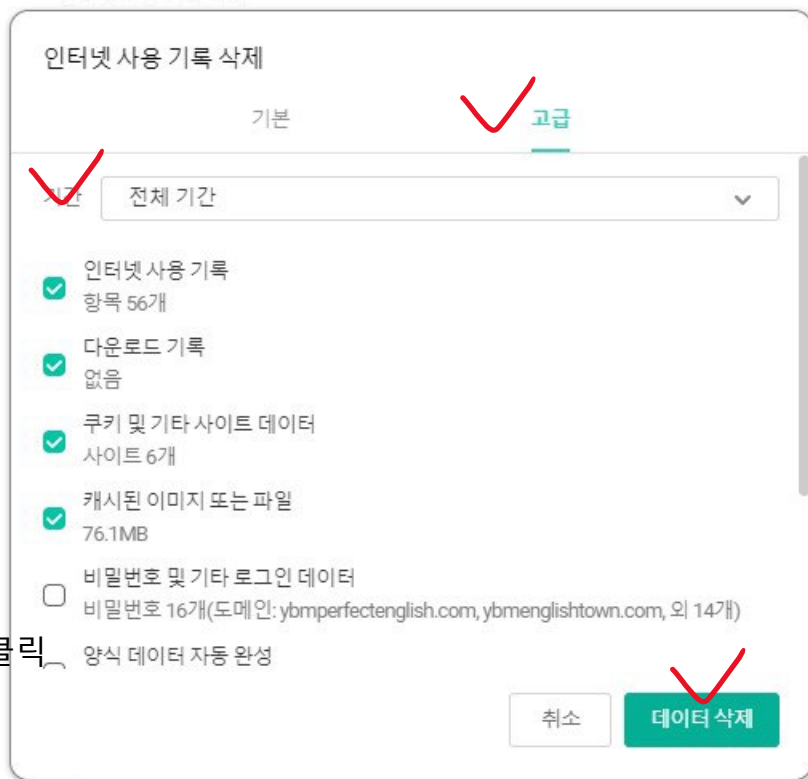 인터넷 사용 기록 삭제
기본 고급
기간 전체 기간
인터넷 사용 기록
항목 56개
다운로드 기록
없음
쿠키 및 기타 사이트 데이터
사이트 6개
캐시된 이미지 또는 파일
76.1MB
비밀번호 및 기타 로그인 데이터
비밀번호 16개(도메인: ybmperfectenglish.com, ybmenglishtown.com, 외 14개)
양식 데이터 자동 완성
취소 데이터 삭제